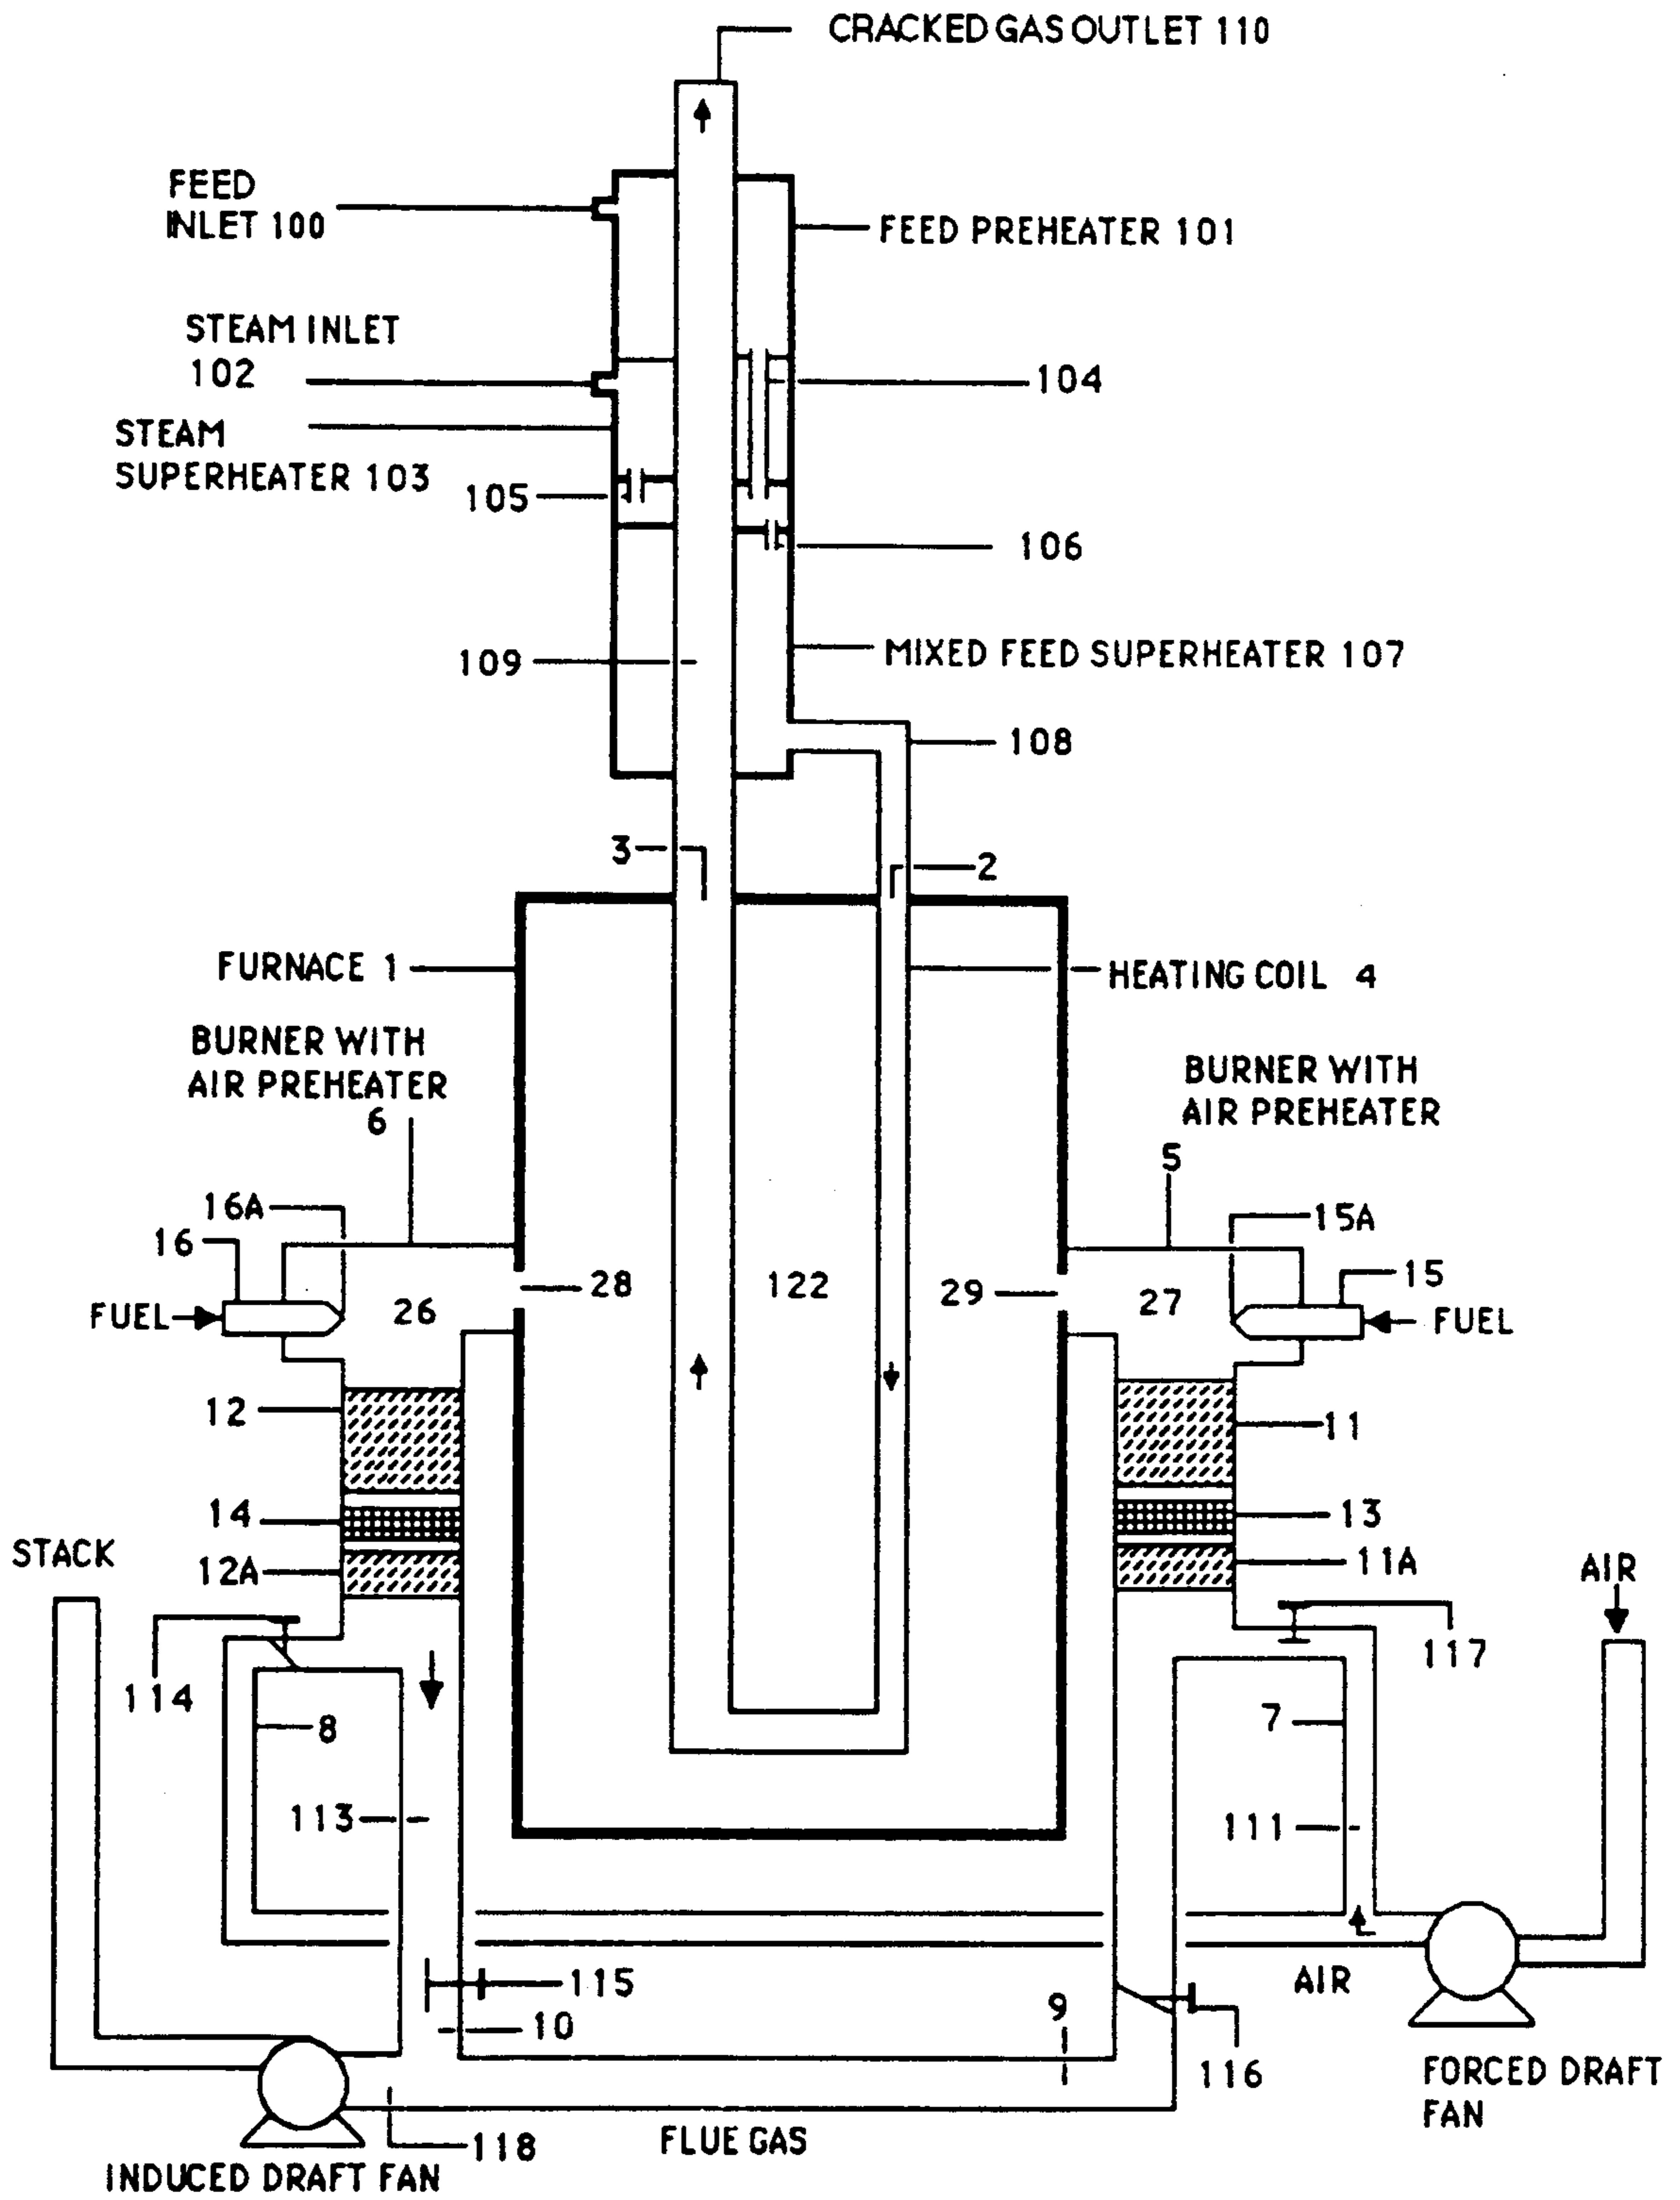 CRACKED GAS OUTLET 110
FEED
INLET 100
FEED PREHEATER 101
STEAM INLET
102
104
STEAM
SUPERHEATER 103
105
106
109
MIXED FEED SUPERHEATER 107
108
3
2
FURNACE 1
HEATING COIL 4
BURNER WITH
AIR PREHEATER
6
BURNER WITH
AIR PREHEATER
5
16A
15A
16
15
28
122
29
26
27
FUEL
FUEL
12
11
14
13
STACK
12A
11A
AIR
114
117
8
7
113
111
115
AIR
10
9
116
FORCED DRAFT
FAN
118
FLUE GAS
INDUCED DRAFT FAN